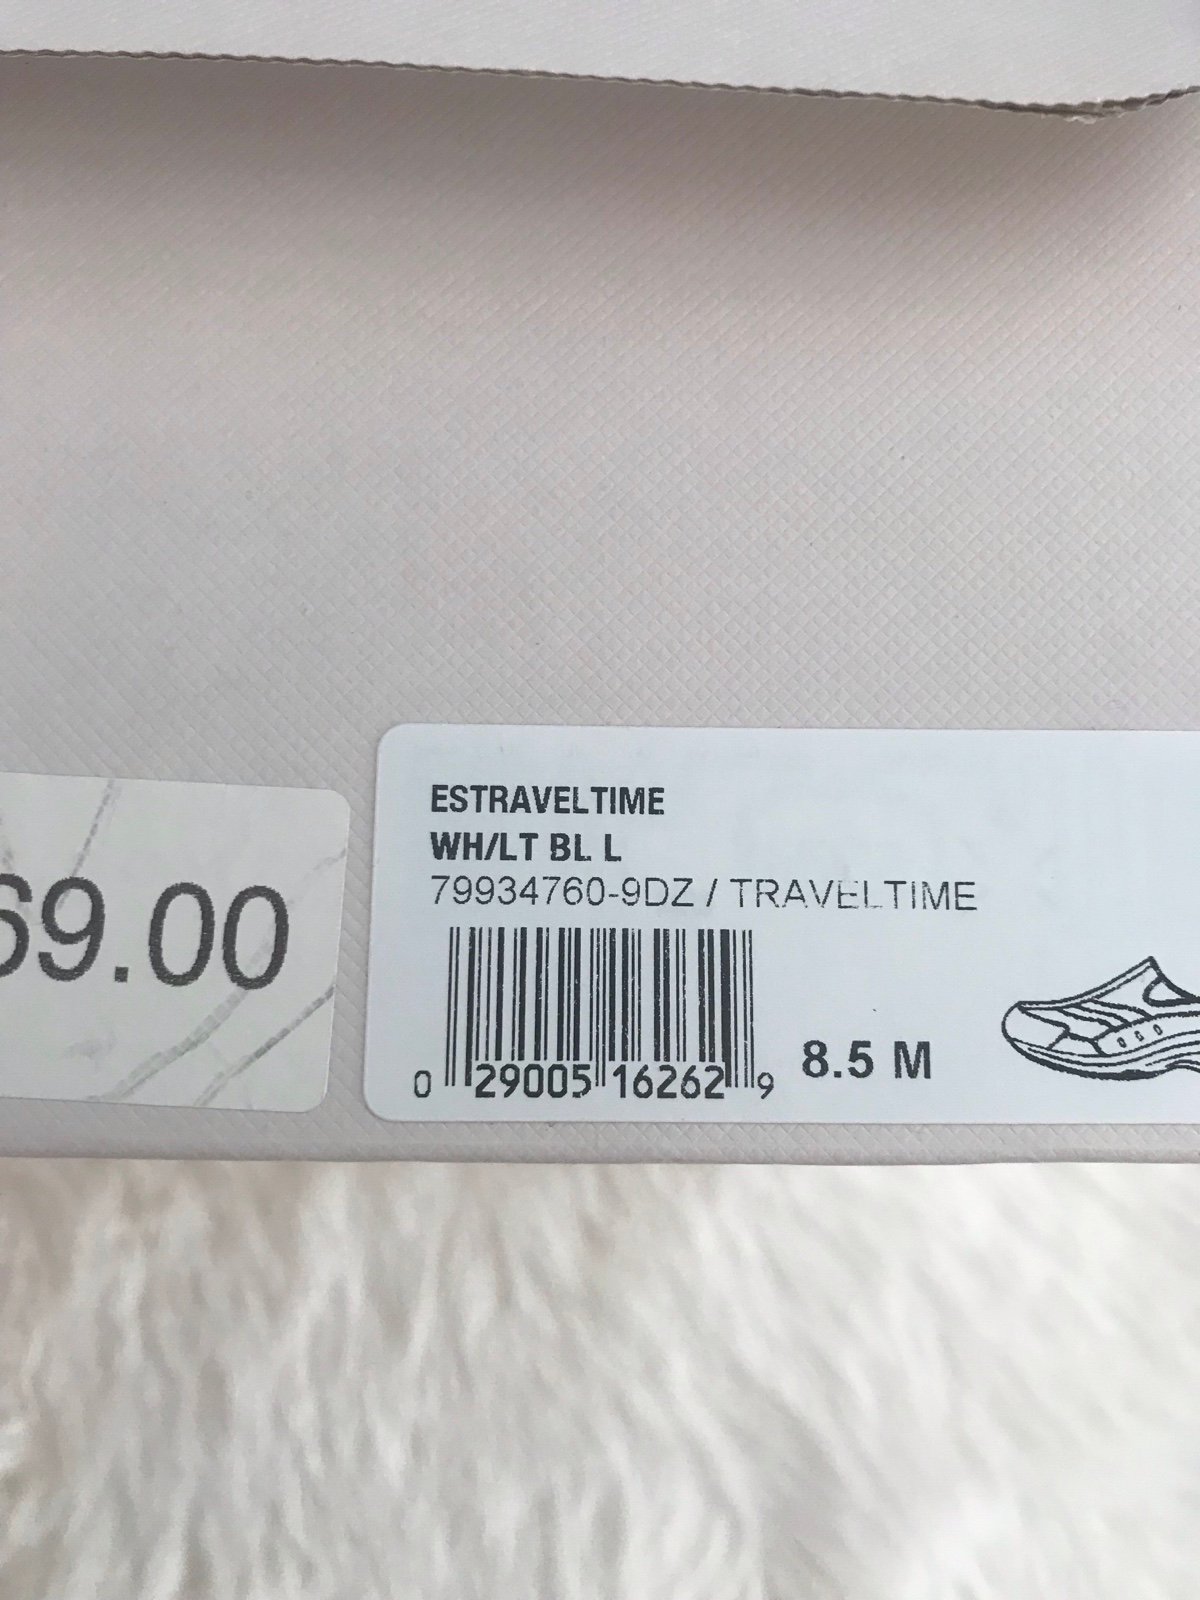 69.00
ESTRAVELTIME
WH/LT BL L
79934760-9DZ / TRAVELTIME
0 29005 16262 9
8.5 M